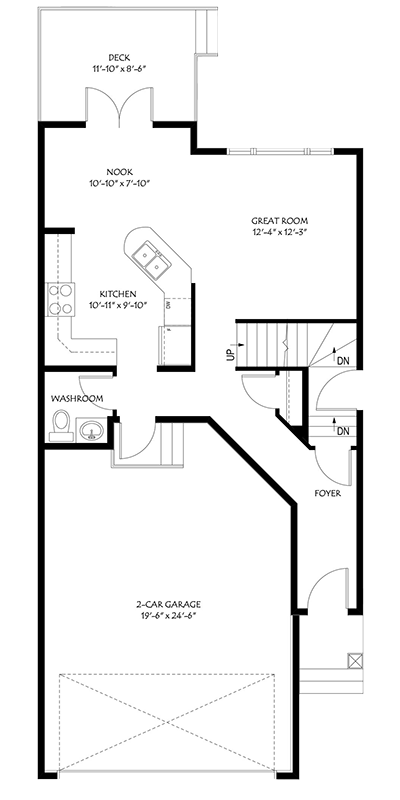 DECK
11'-10" x 8'-6"
NOOK
10'-10" x 7'-10"
GREAT ROOM
12'-4" x 12'-3"
KITCHEN
10'-11" x 9'-10"
DW
F
UP
DN
WASHROOM
DN
FOYER
2-CAR GARAGE
19'-6" x 24'-6"